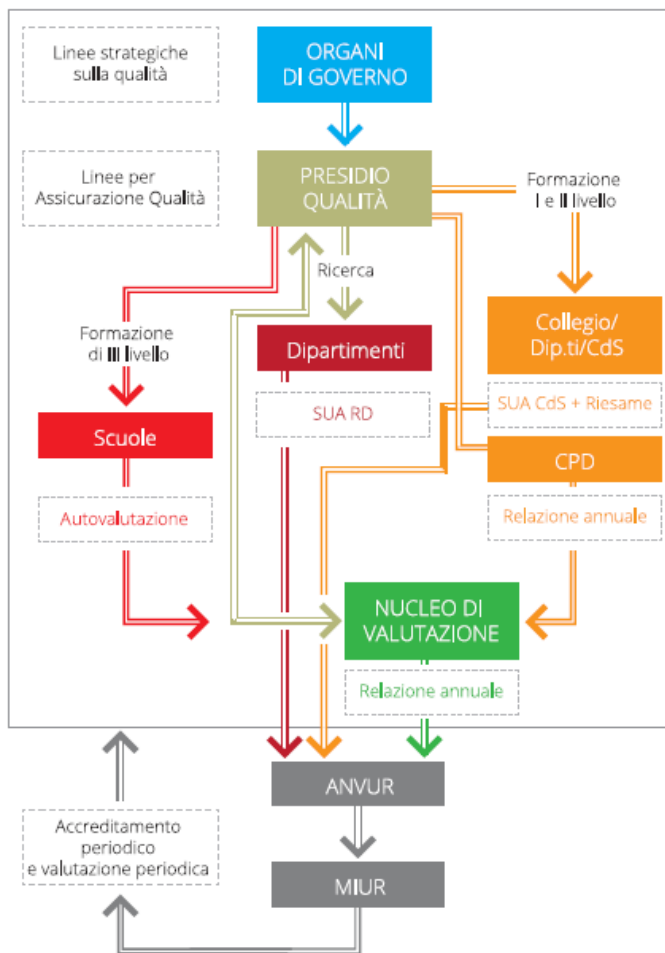 Linee strategiche
sulla qualità
ORGANI
DI GOVERNO
Linee per
Assicurazione Qualità
PRESIDIO
QUALITÀ
Formazione
I e II livello
Ricerca
Formazione
di III livello
Dipartimenti
Collegio/
Dip.ti/CdS
SUA RD
SUA CdS + Riesame
Scuole
CPD
Autovalutazione
Relazione annuale
NUCLEO DI
VALUTAZIONE
Relazione annuale
ANVUR
Accreditamento
periodico
e valutazione periodica
MIUR